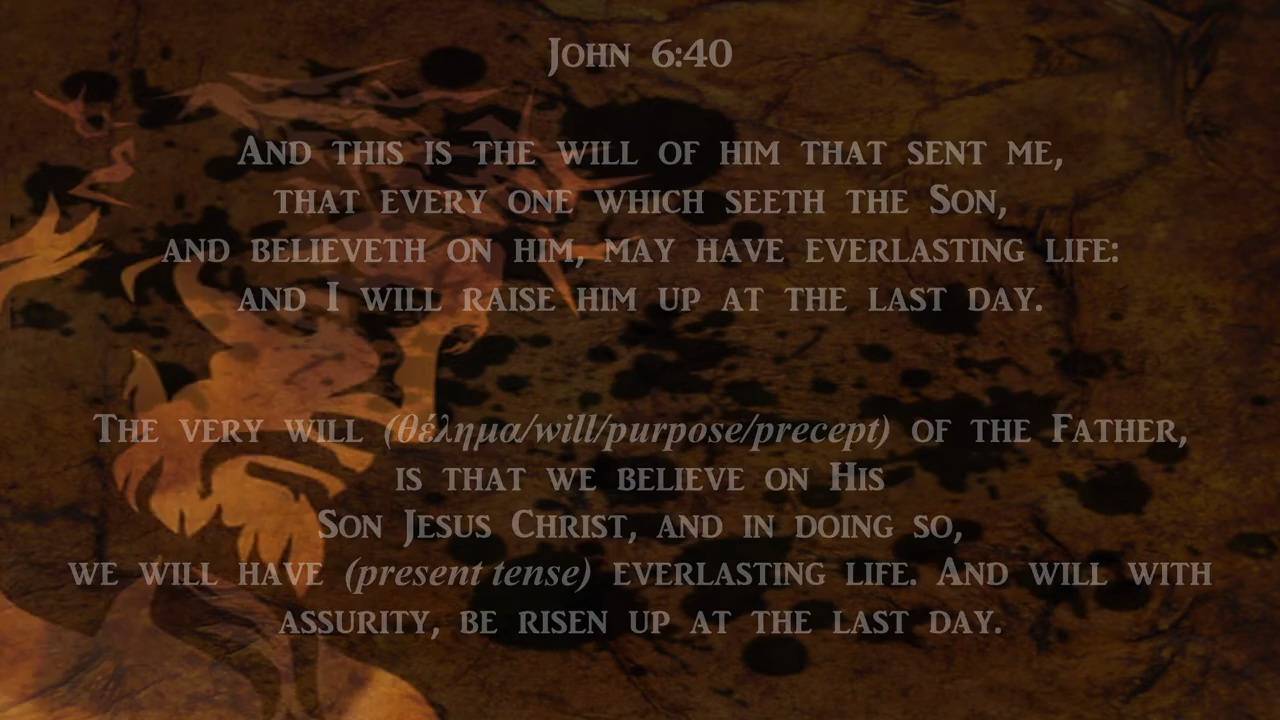 John 6:40
And this is the will of him that sent me,
that every one which seeth the Son,
and believeth on him, may have everlasting life:
and I will raise him up at the last day.
The very will (θέλημα/will/purpose/precept) of the Father,
is that we believe on His
Son Jesus Christ, and in doing so,
we will have (present tense) everlasting life. And will with
assurity, be risen up at the last day.